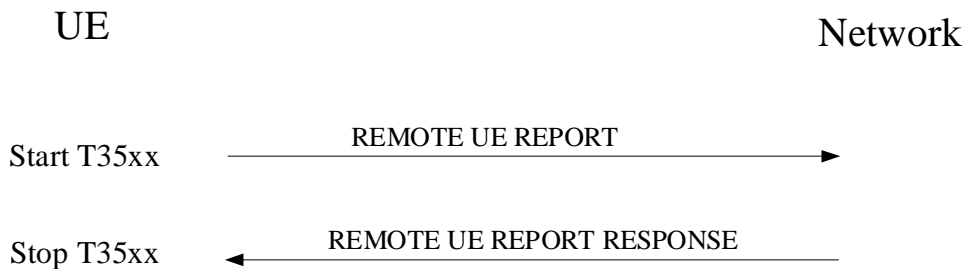 UE
Network
REMOTE UE REPORT
Start T35xx
REMOTE UE REPORT RESPONSE
Stop T35xx